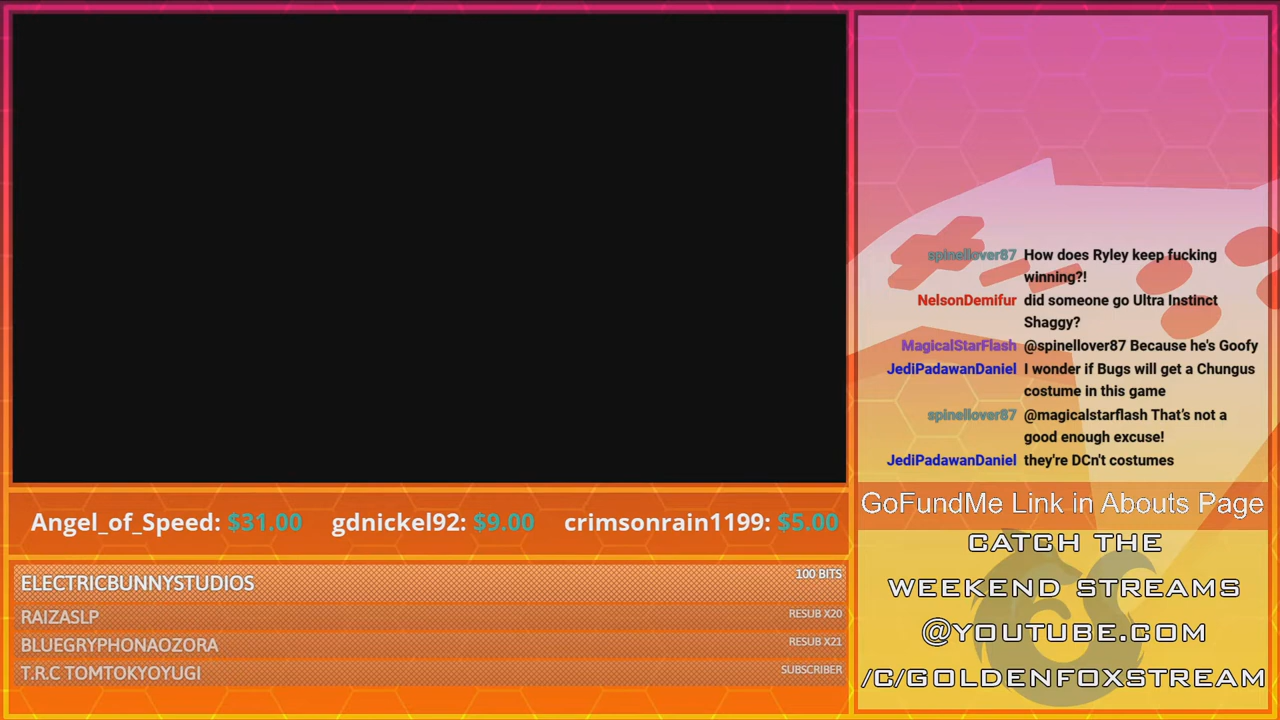 spinellover87 How does Ryley keep fucking
winning?!
NelsonDemifur did someone go Ultra Instinct
Shaggy?
MagicalStarFlash @spinellover87 Because he's Goofy
JediPadawanDaniel I wonder if Bugs will get a Chungus
costume in this game
spinellover87 @magicalstarflash That's not a
good enough excuse!
JediPadawanDaniel they're DCn't costumes
GoFundMe Link in Abouts Page
CATCH THE
WEEKEND STREAMS
@YOUTUBE.COM
/C/GOLDENFOXSTREAM
Angel_of_Speed: $31.00 gdnickel92: $9.00 crimsonrain1199: $5.00
ELECTRICBUNNYSTUDIOS 100 BITS
RAIZASLP RESUB X20
BLUEGRYPHONAOZORA RESUB X21
T.R.C TOMTOKYOYUGI SUBSCRIBER